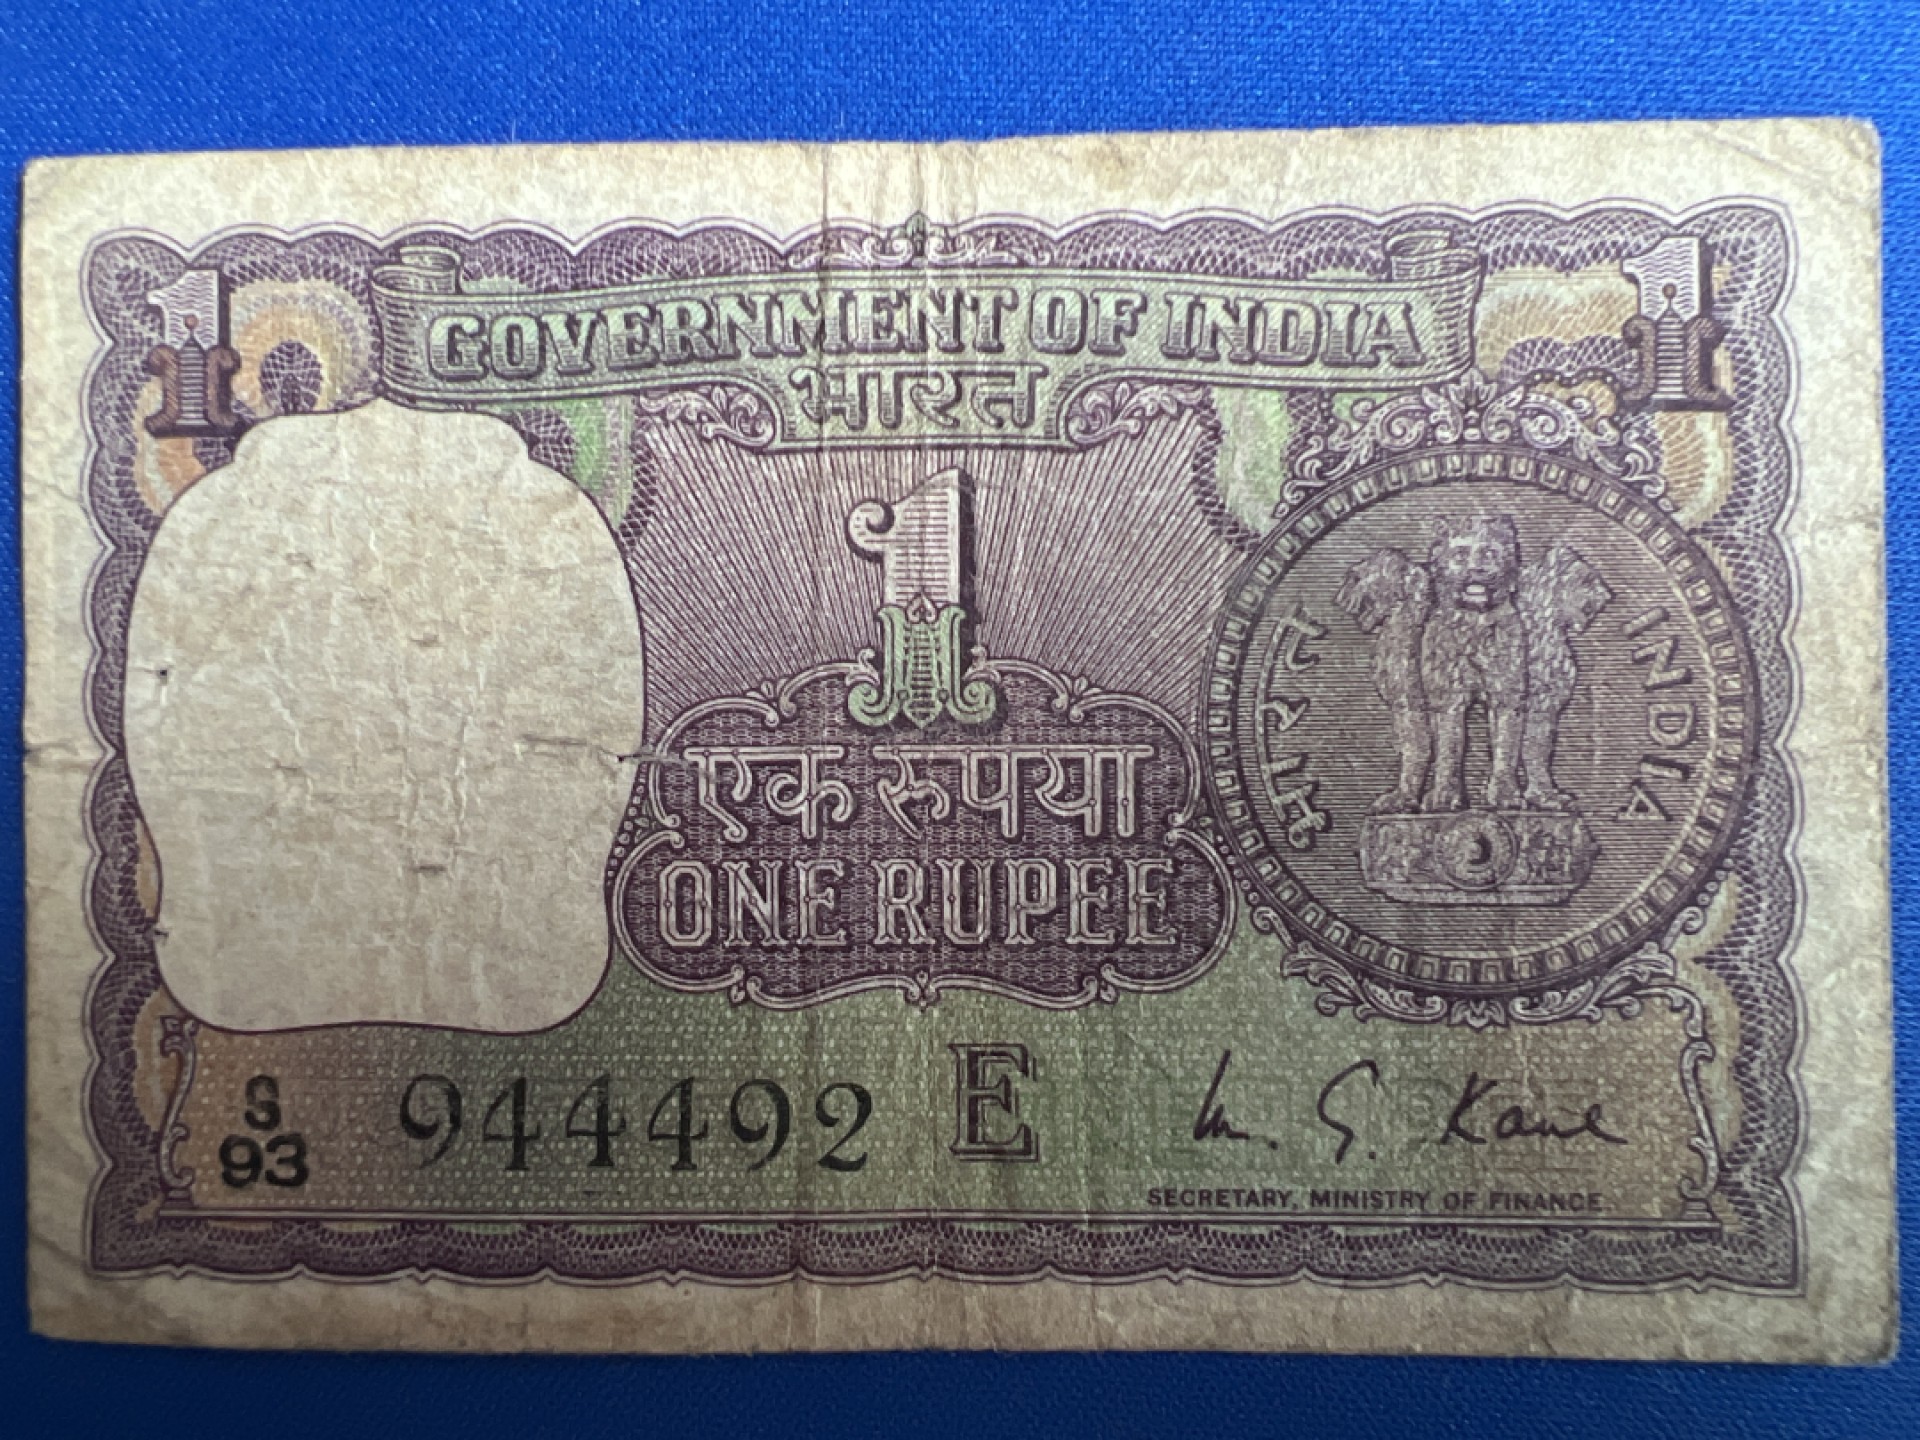 1 1
GOVERNMENT OF INDIA
भारत
1
भारत INDIA
एक रूपया
ONE RUPEE
S
93 944492 E M. G. Kaul
SECRETARY, MINISTRY OF FINANCE